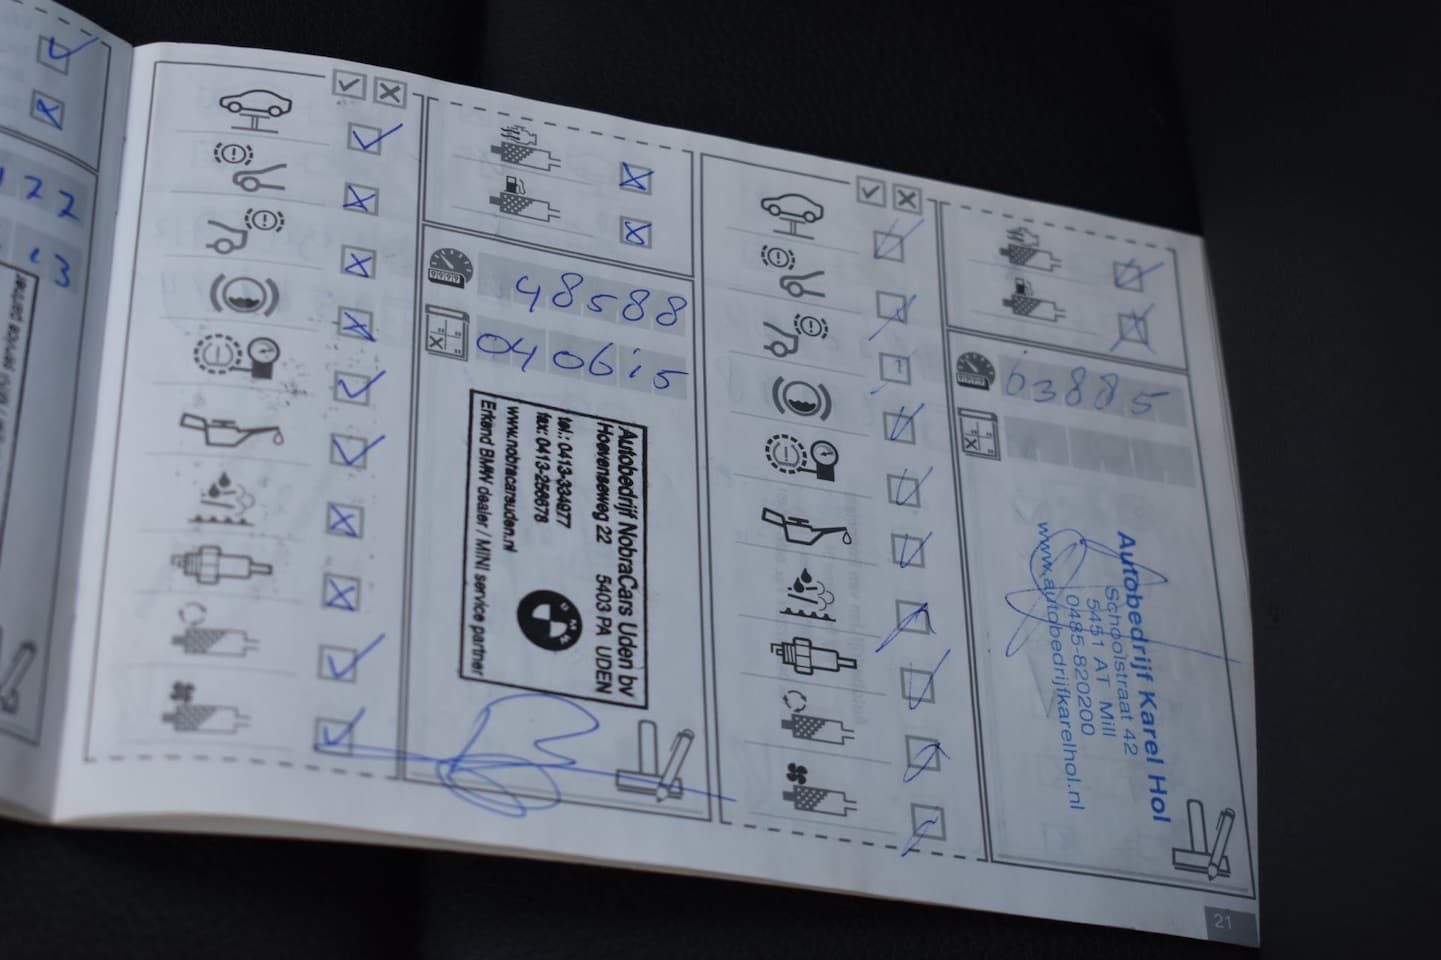 22
13
48588
040615
Autobedrijf NobraCars Uden bv
Hoevenseweg 22 5403 PA UDEN
tel.: 0413-334977
fax: 0413-256678
www.nobracarsuden.nl
Erkend BMW dealer / MINI service partner
BMW
63885
Autobedrijf Karel Hol
Schoolstraat 42
5451 AT Mill
0485-820200
www.autobedrijfkarelhol.nl
21